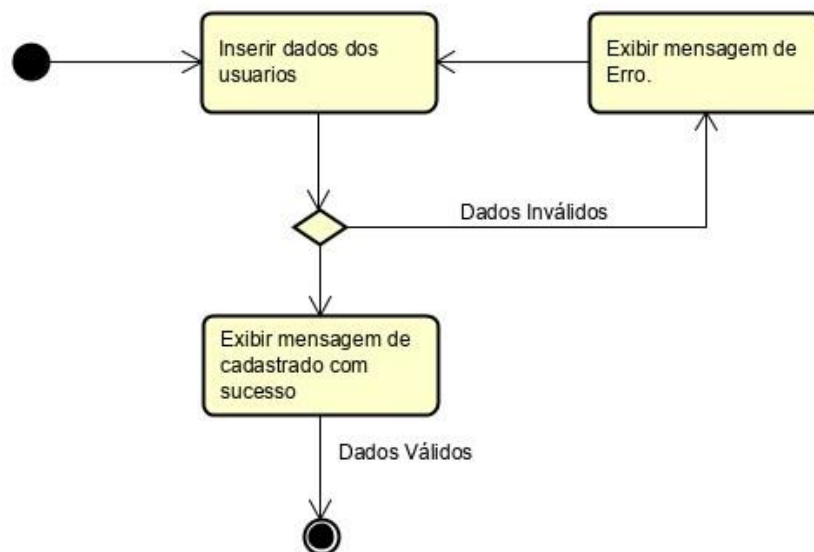 Inserir dados dos
usuarios
Exibir mensagem de
Erro.
Dados Inválidos
Exibir mensagem de
cadastrado com
sucesso
Dados Válidos